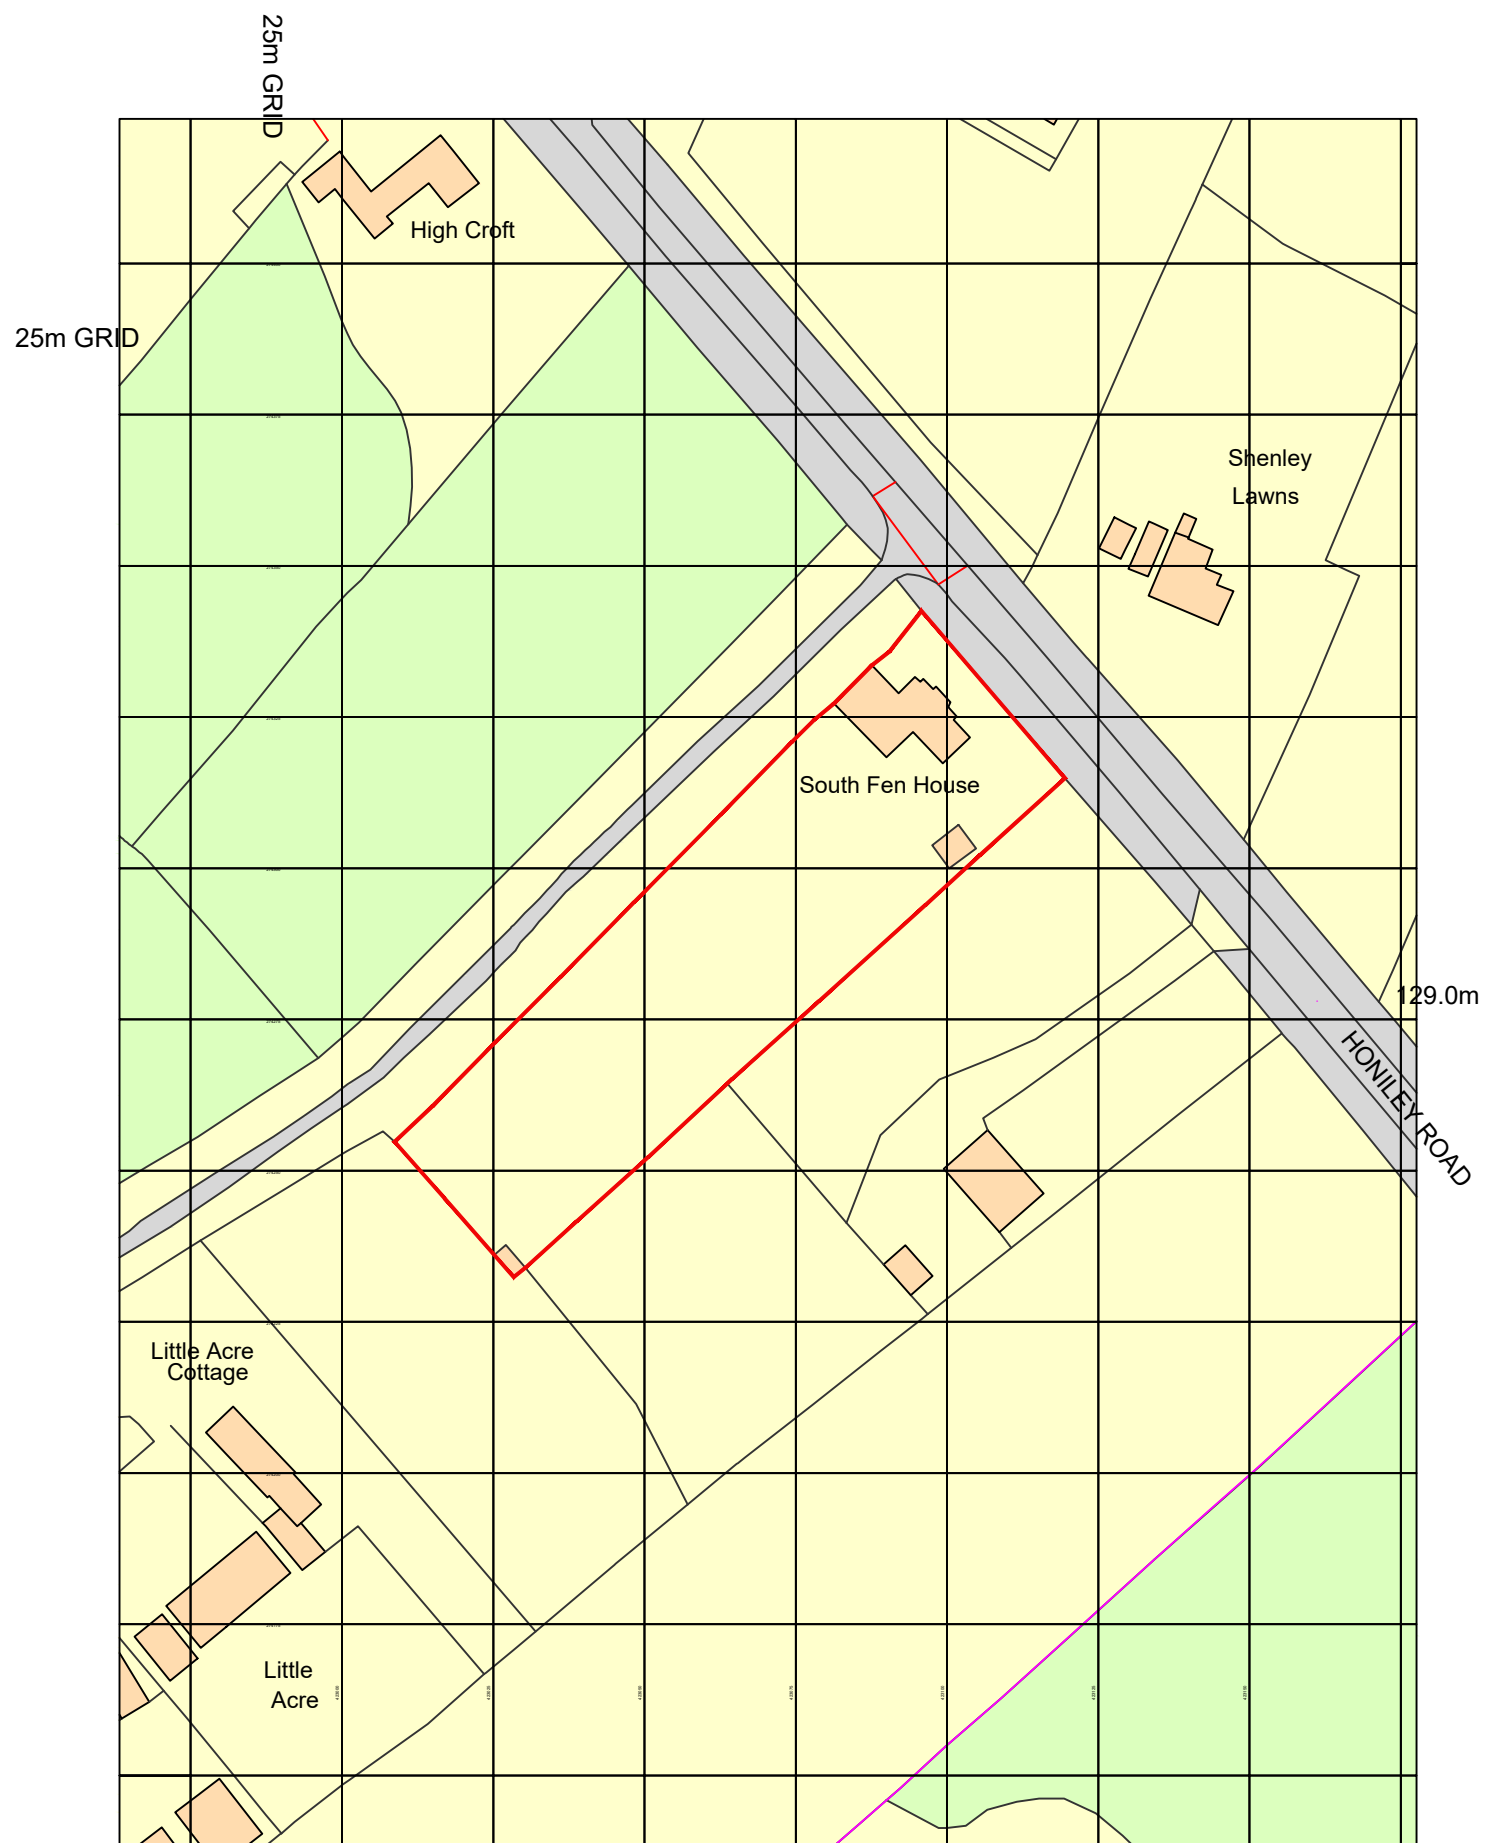 25m GRID
High Croft
25m GRID
Shenley
Lawns
South Fen House
129.0m
HONILEY ROAD
Little Acre
Cottage
Little
Acre